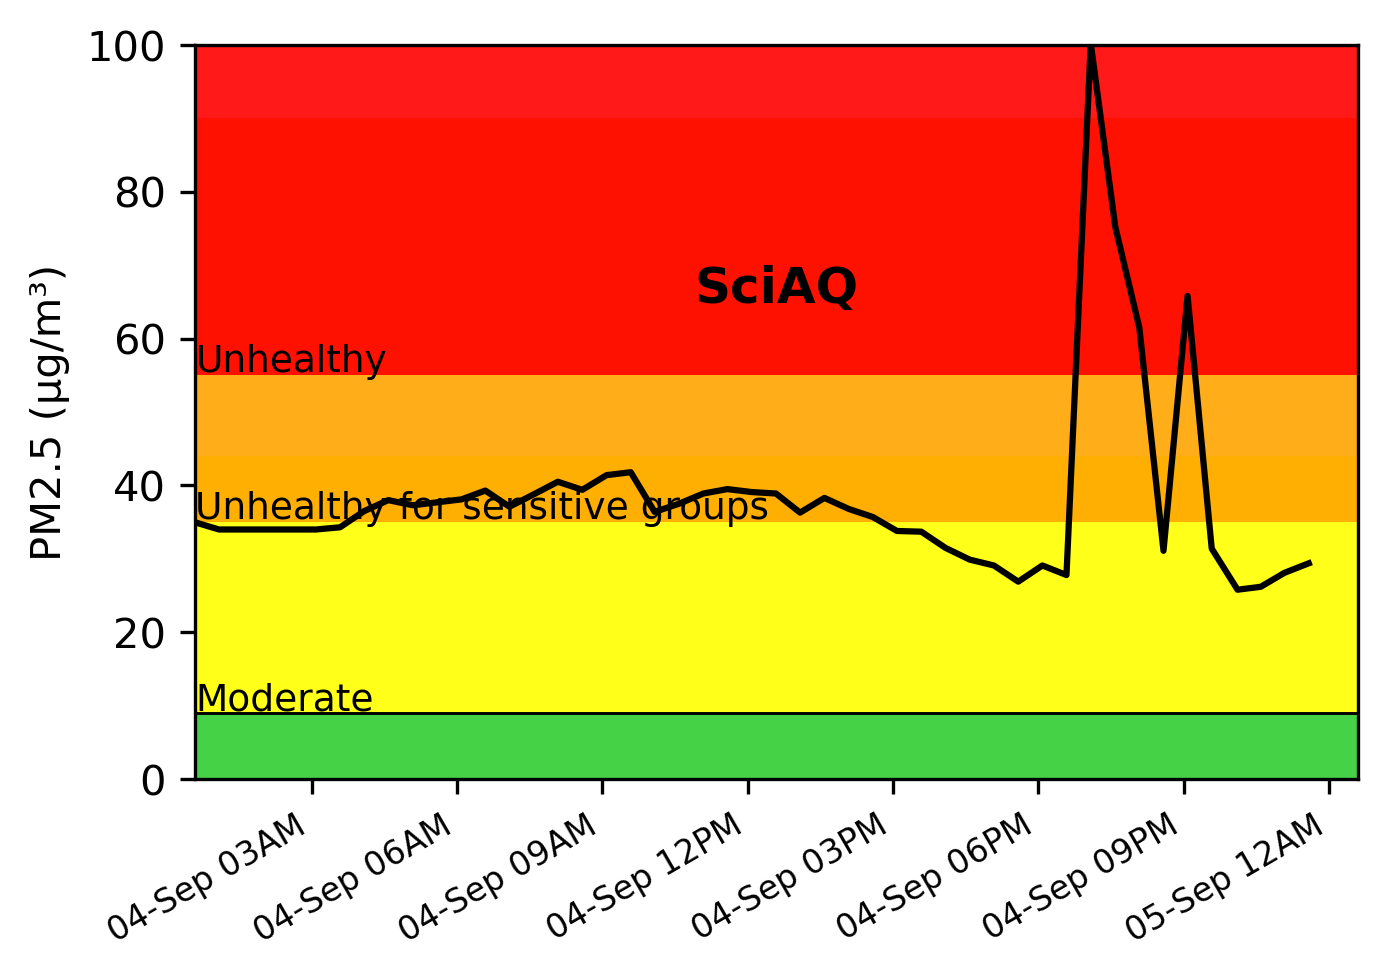 100
80
60
40
20
0
PM2.5 (µg/m³)
SciAQ
Unhealthy
Unhealthy for sensitive groups
Moderate
04-Sep 03AM
04-Sep 06AM
04-Sep 09AM
04-Sep 12PM
04-Sep 03PM
04-Sep 06PM
04-Sep 09PM
05-Sep 12AM